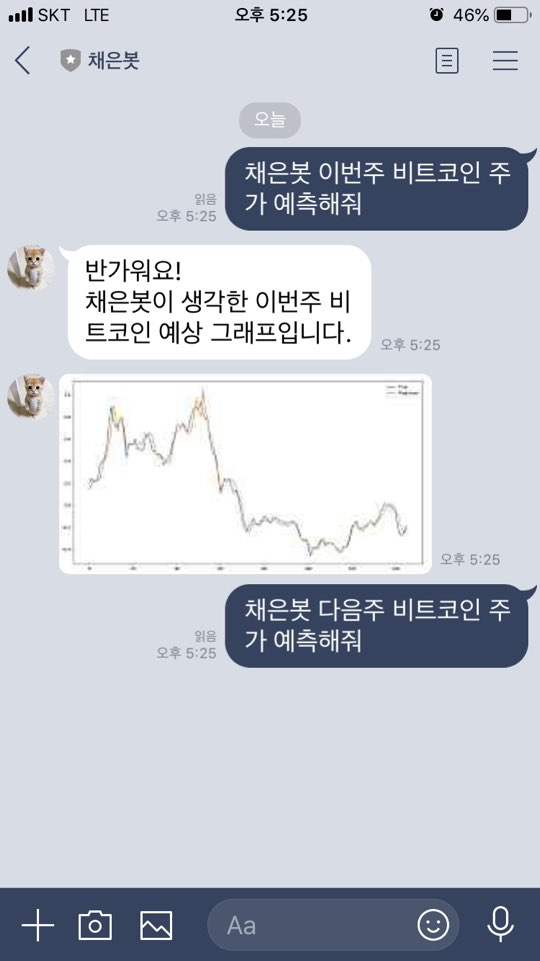 SKT LTE 오후 5:25 46%
채은봇
오늘
채은봇 이번주 비트코인 주
가 예측해줘
읽음
오후 5:25
반가워요!
채은봇이 생각한 이번주 비
트코인 예상 그래프입니다.
오후 5:25
오후 5:25
채은봇 다음주 비트코인 주
가 예측해줘
읽음
오후 5:25
Aa